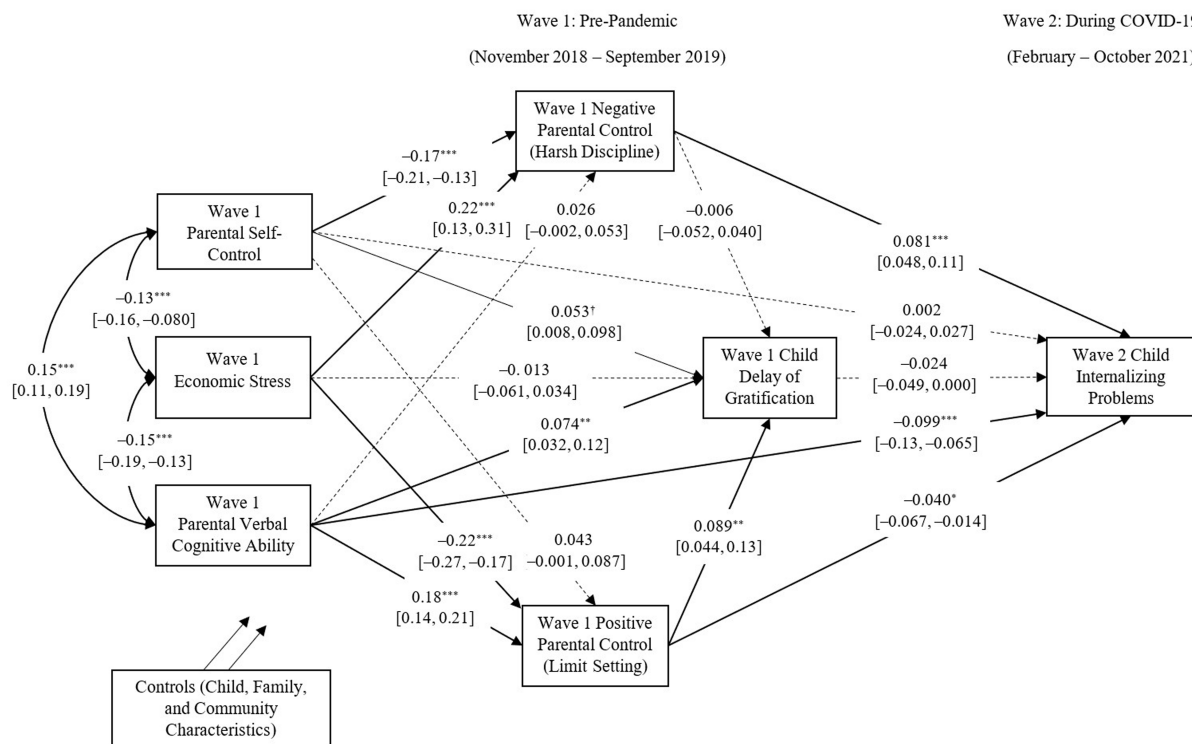 Wave 1: Pre-Pandemic
(November 2018 – September 2019)
Wave 2: During COVID-19
(February – October 2021)
Wave 1 Negative
Parental Control
(Harsh Discipline)
–0.17***
[–0.21, –0.13]
0.22***
[0.13, 0.31]
0.026
[–0.002, 0.053]
–0.006
[–0.052, 0.040]
Wave 1
Parental Self-
Control
0.081***
[0.048, 0.11]
–0.13***
[–0.16, –0.080]
0.053†
[0.008, 0.098]
0.002
[–0.024, 0.027]
0.15***
[0.11, 0.19]
Wave 1
Economic Stress
–0. 013
[–0.061, 0.034]
Wave 1 Child
Delay of
Gratification
–0.024
[–0.049, 0.000]
Wave 2 Child
Internalizing
Problems
0.074**
[0.032, 0.12]
–0.099***
[–0.13, –0.065]
–0.15***
[–0.19, –0.13]
Wave 1
Parental Verbal
Cognitive Ability
–0.040*
[–0.067, –0.014]
0.089**
[0.044, 0.13]
–0.22***
[–0.27, –0.17]
0.043
–0.001, 0.087]
0.18***
[0.14, 0.21]
Wave 1 Positive
Parental Control
(Limit Setting)
Controls (Child, Family,
and Community
Characteristics)